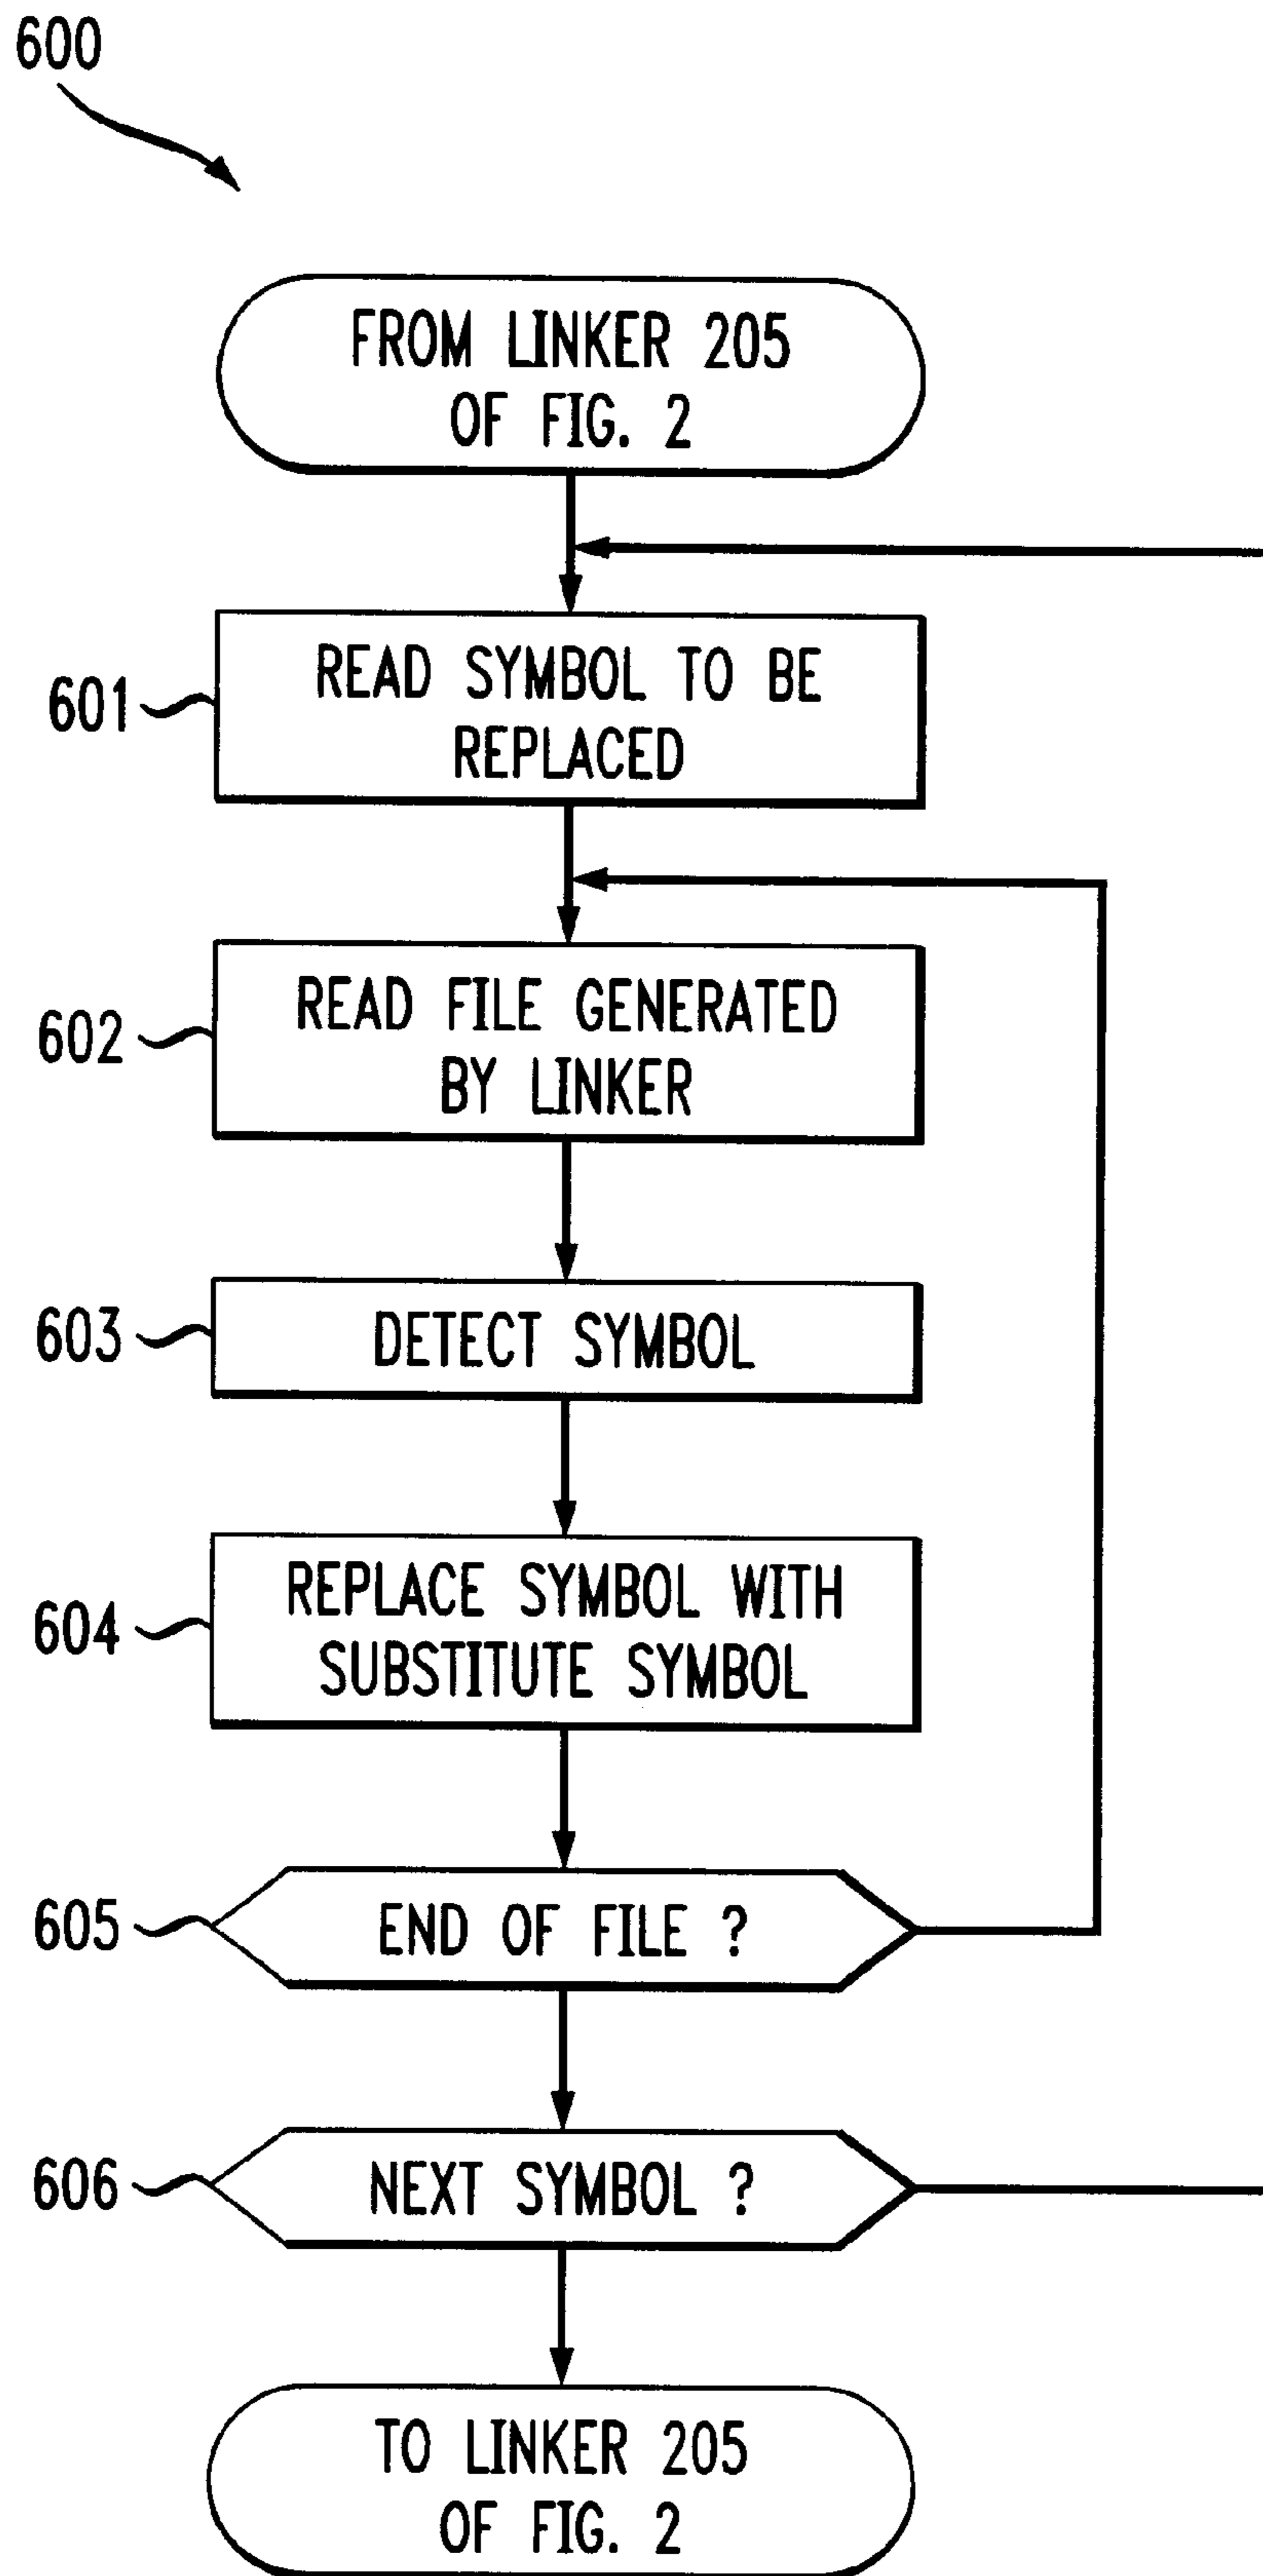 600
FROM LINKER 205
OF FIG. 2
601
READ SYMBOL TO BE
REPLACED
602
READ FILE GENERATED
BY LINKER
603
DETECT SYMBOL
604
REPLACE SYMBOL WITH
SUBSTITUTE SYMBOL
605
END OF FILE ?
606
NEXT SYMBOL ?
TO LINKER 205
OF FIG. 2